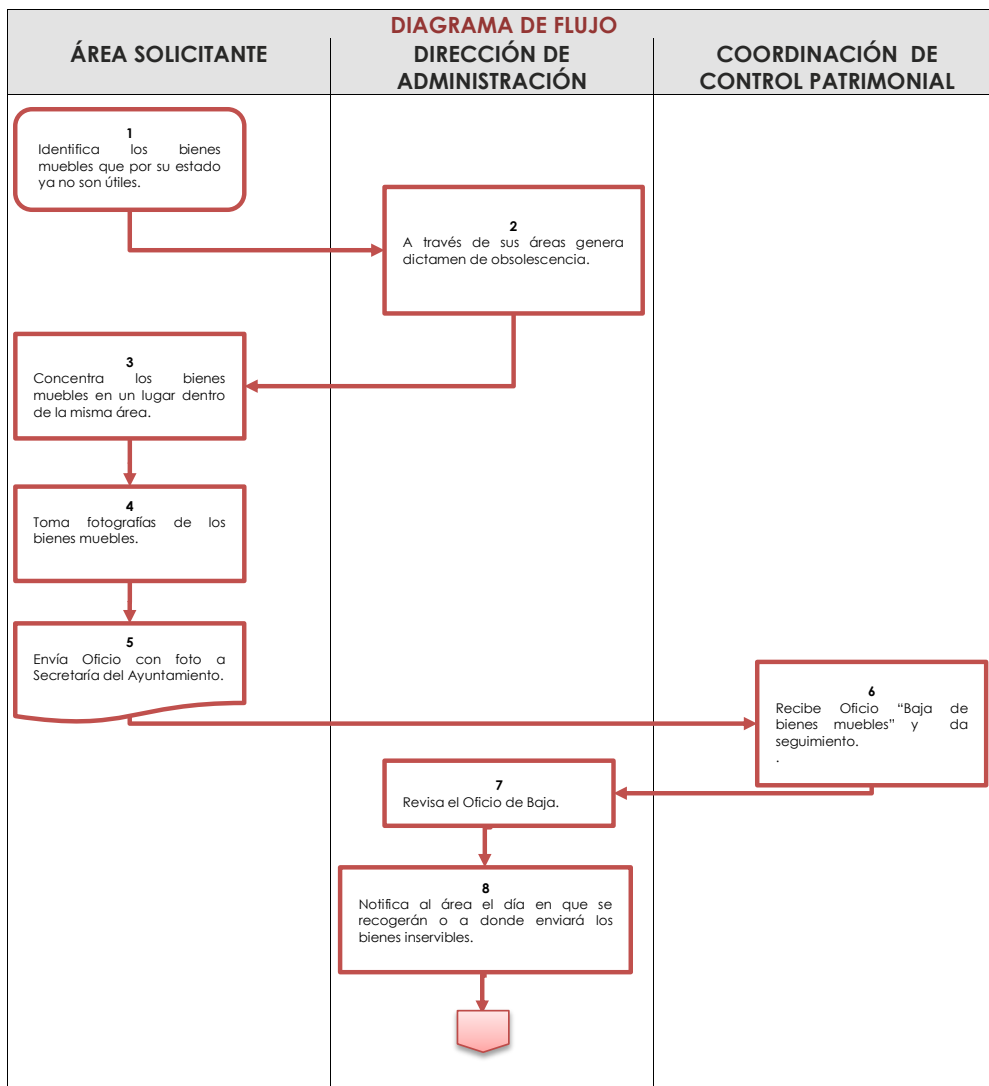 DIAGRAMA DE FLUJO
ÁREA SOLICITANTE
DIRECCIÓN DE
ADMINISTRACIÓN
COORDINACIÓN DE
CONTROL PATRIMONIAL
1
Identifica los bienes
muebles que por su estado
ya no son útiles.
2
A través de sus áreas genera
dictamen de obsolescencia.
3
Concentra los bienes
muebles en un lugar dentro
de la misma área.
4
Toma fotografías de los
bienes muebles.
5
Envía Oficio con foto a
Secretaría del Ayuntamiento.
6
Recibe Oficio “Baja de
bienes muebles” y da
seguimiento.
.
7
Revisa el Oficio de Baja.
8
Notifica al área el día en que se
recogerán o a donde enviará los
bienes inservibles.